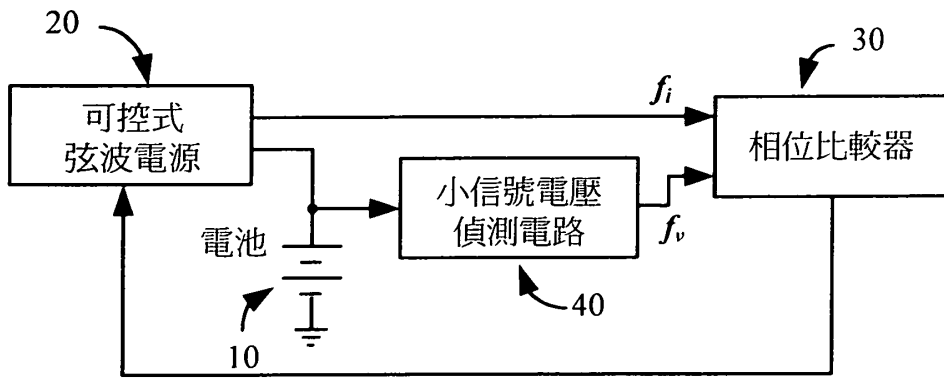 20
30
可控式
弦波電源
f_i
相位比較器
小信號電壓
偵測電路
f_v
電池
10
40